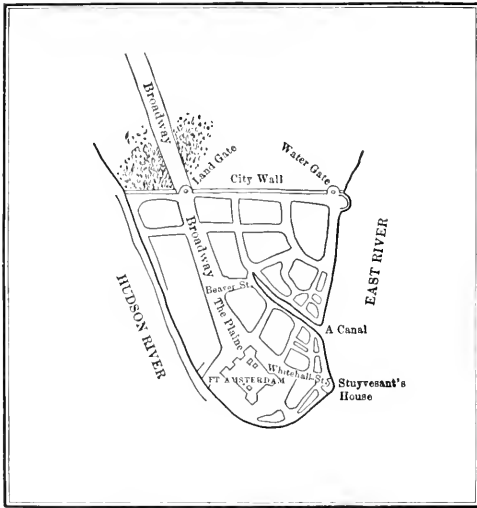 Broadway
Land Gate
Water Gate
City Wall
Broadway
HUDSON RIVER
EAST RIVER
Beaver St.
The Plaine
A Canal
FT AMSTERDAM
Whitehall St.
Stuyvesant's
House